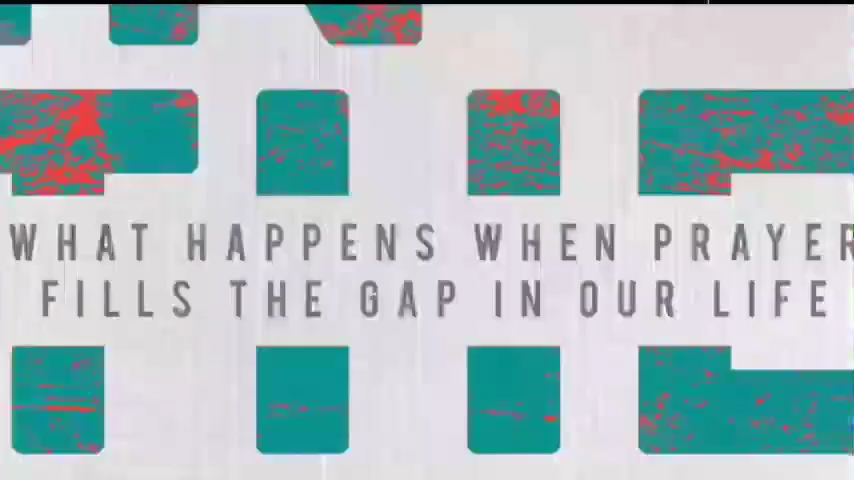 WHAT HAPPENS WHEN PRAYER
FILLS THE GAP IN OUR LIFE